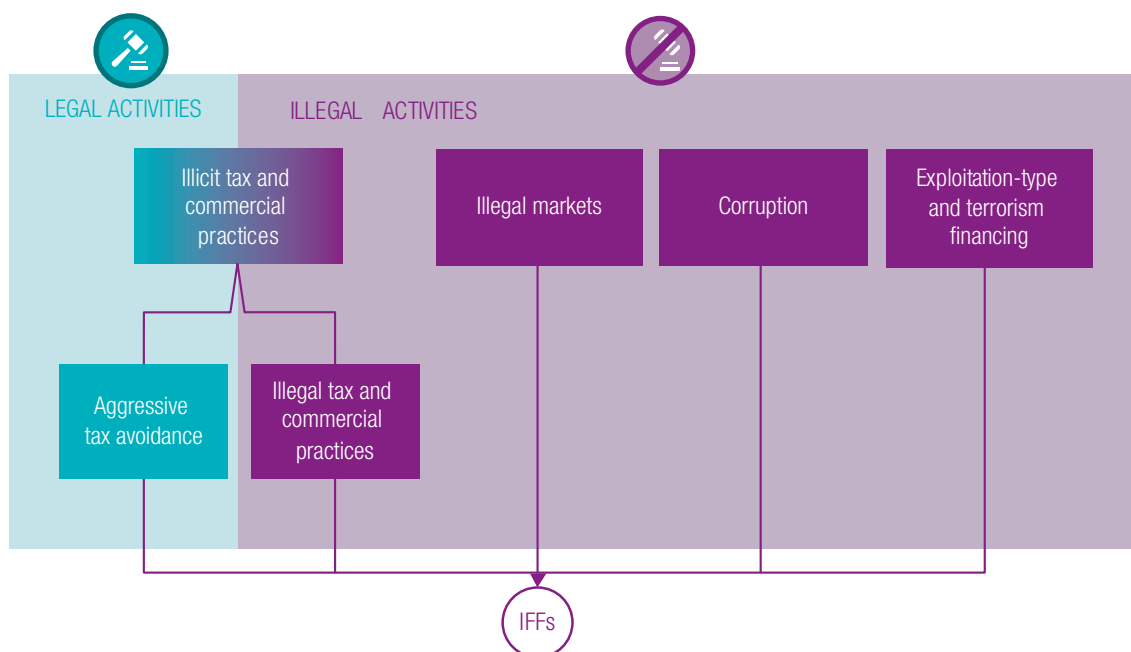 LEGAL ACTIVITIES
ILLEGAL ACTIVITIES
Illicit tax and
commercial
practices
Illegal markets
Corruption
Exploitation-type
and terrorism
financing
Aggressive
tax avoidance
Illegal tax and
commercial
practices
IFFs